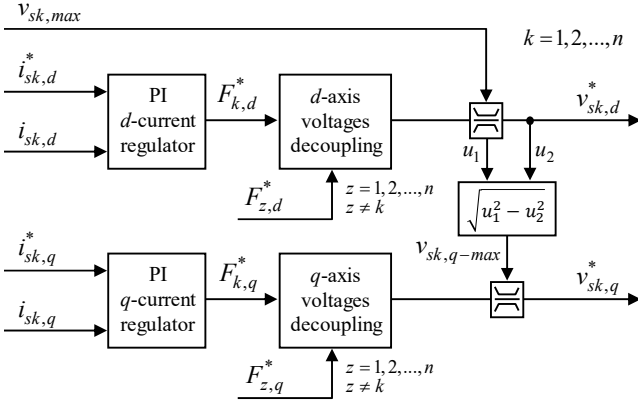 v_{sk,max}
k = 1,2,...,n
i^*_{sk,d}
PI
d-current
regulator
F^*_{k,d}
d-axis
voltages
decoupling
v^*_{sk,d}
i_{sk,d}
u_1
u_2
F^*_{z,d}
z = 1,2,...,n
z ≠ k
\sqrt{u_1^2 - u_2^2}
v_{sk,q-max}
i^*_{sk,q}
PI
q-current
regulator
F^*_{k,q}
q-axis
voltages
decoupling
v^*_{sk,q}
i_{sk,q}
F^*_{z,q}
z = 1,2,...,n
z ≠ k